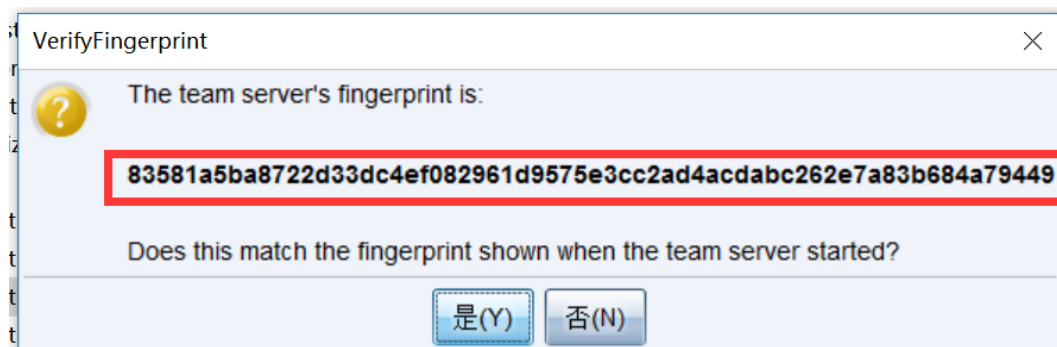 VerifyFingerprint
The team server's fingerprint is:
83581a5ba8722d33dc4ef082961d9575e3cc2ad4acdabc262e7a83b684a79449
Does this match the fingerprint shown when the team server started?
是(Y) 否(N)